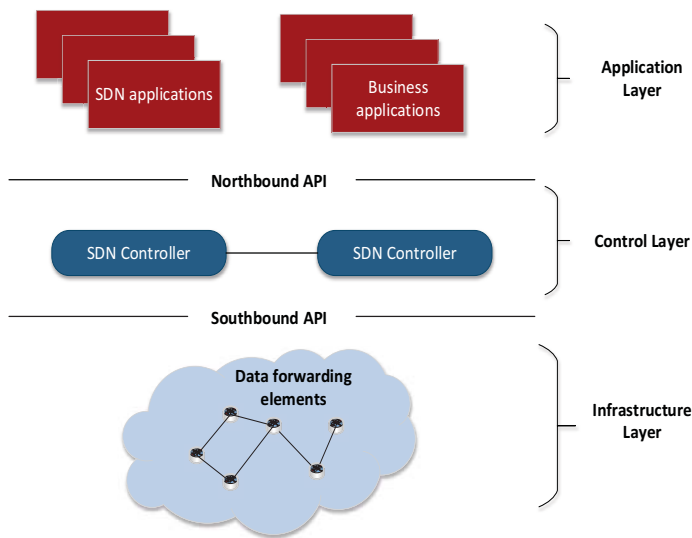 SDN applications
Business
applications
Application
Layer
Northbound API
SDN Controller
SDN Controller
Control Layer
Southbound API
Data forwarding
elements
Infrastructure
Layer